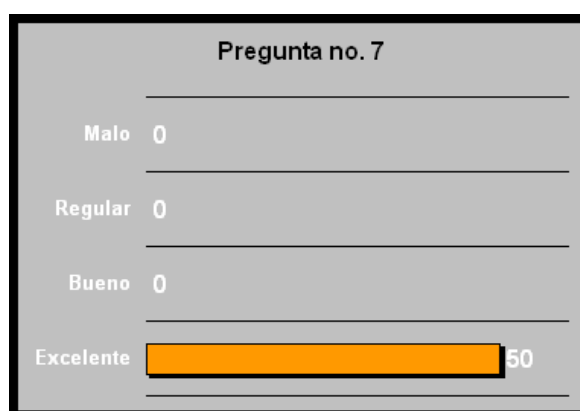 Pregunta no. 7
Malo 0
Regular 0
Bueno 0
Excelente 50